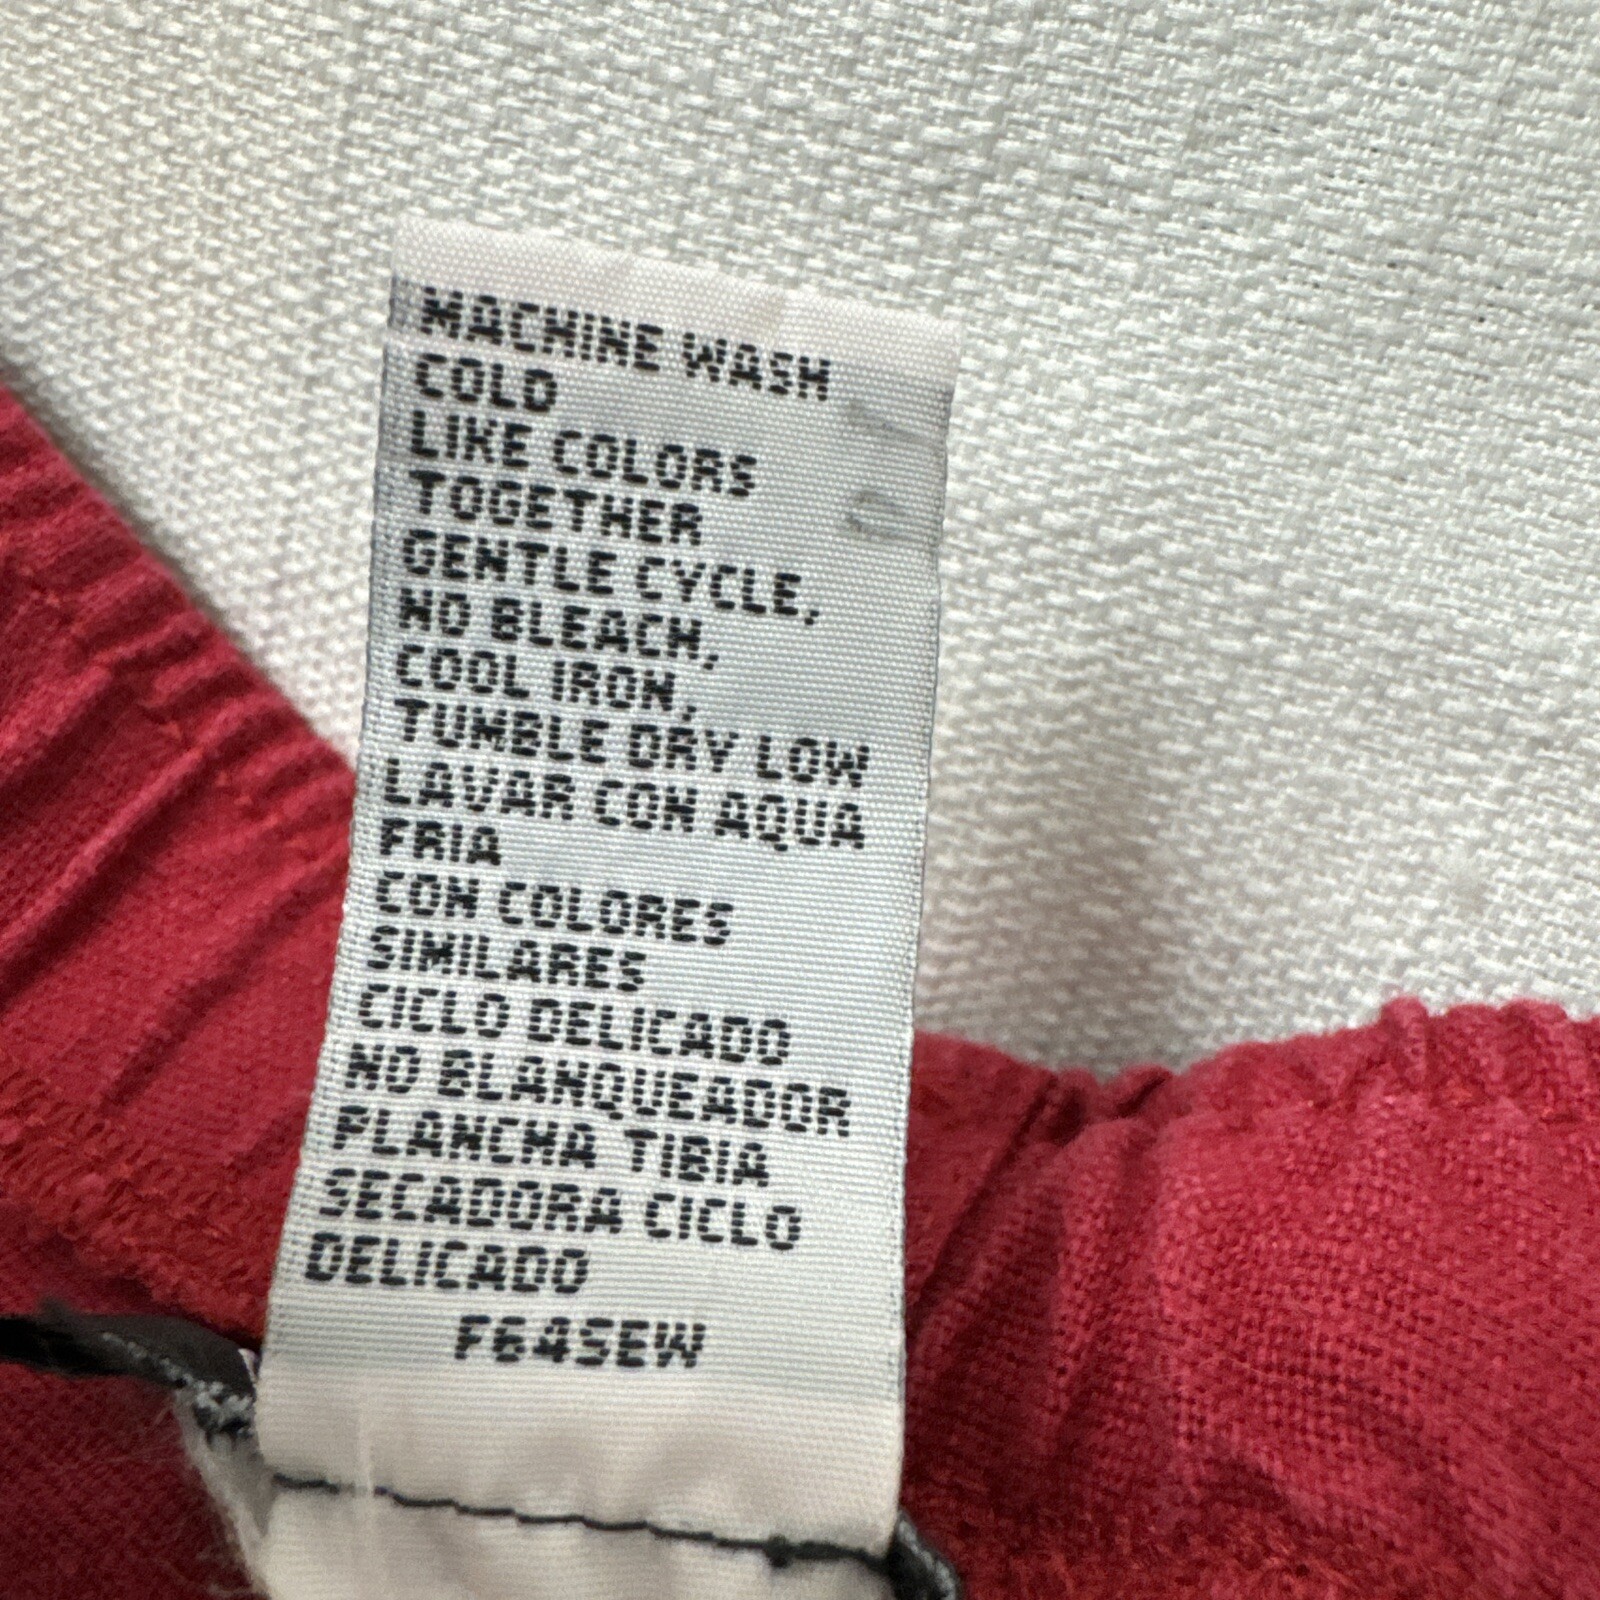 MACHINE WASH
COLD
LIKE COLORS
TOGETHER
GENTLE CYCLE,
NO BLEACH,
COOL IRON,
TUMBLE DRY LOW
LAVAR CON AQUA
FRIA
CON COLORES
SIMILARES
CICLO DELICADO
NO BLANQUEADOR
PLANCHA TIBIA
SECADORA CICLO
DELICADO
F64SEW